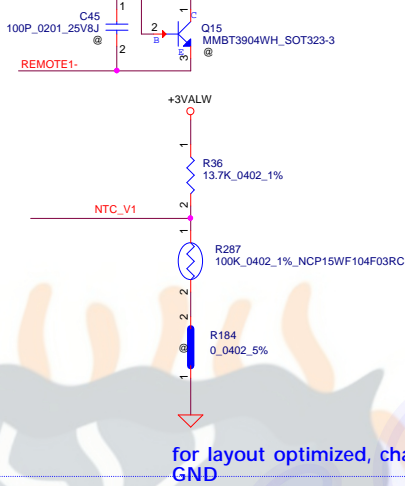 1
C45
100P_0201_25V8J
@
2
REMOTE1-
1
C
2
B
E
3
Q15
MMBT3904WH_SOT323-3
@
+3VALW
1
R36
13.7K_0402_1%
2
NTC_V1
1
R287
100K_0402_1%_NCP15WF104F03RC
2
2
R184
@
0_0402_5%
1
for layout optimized, cha
GND